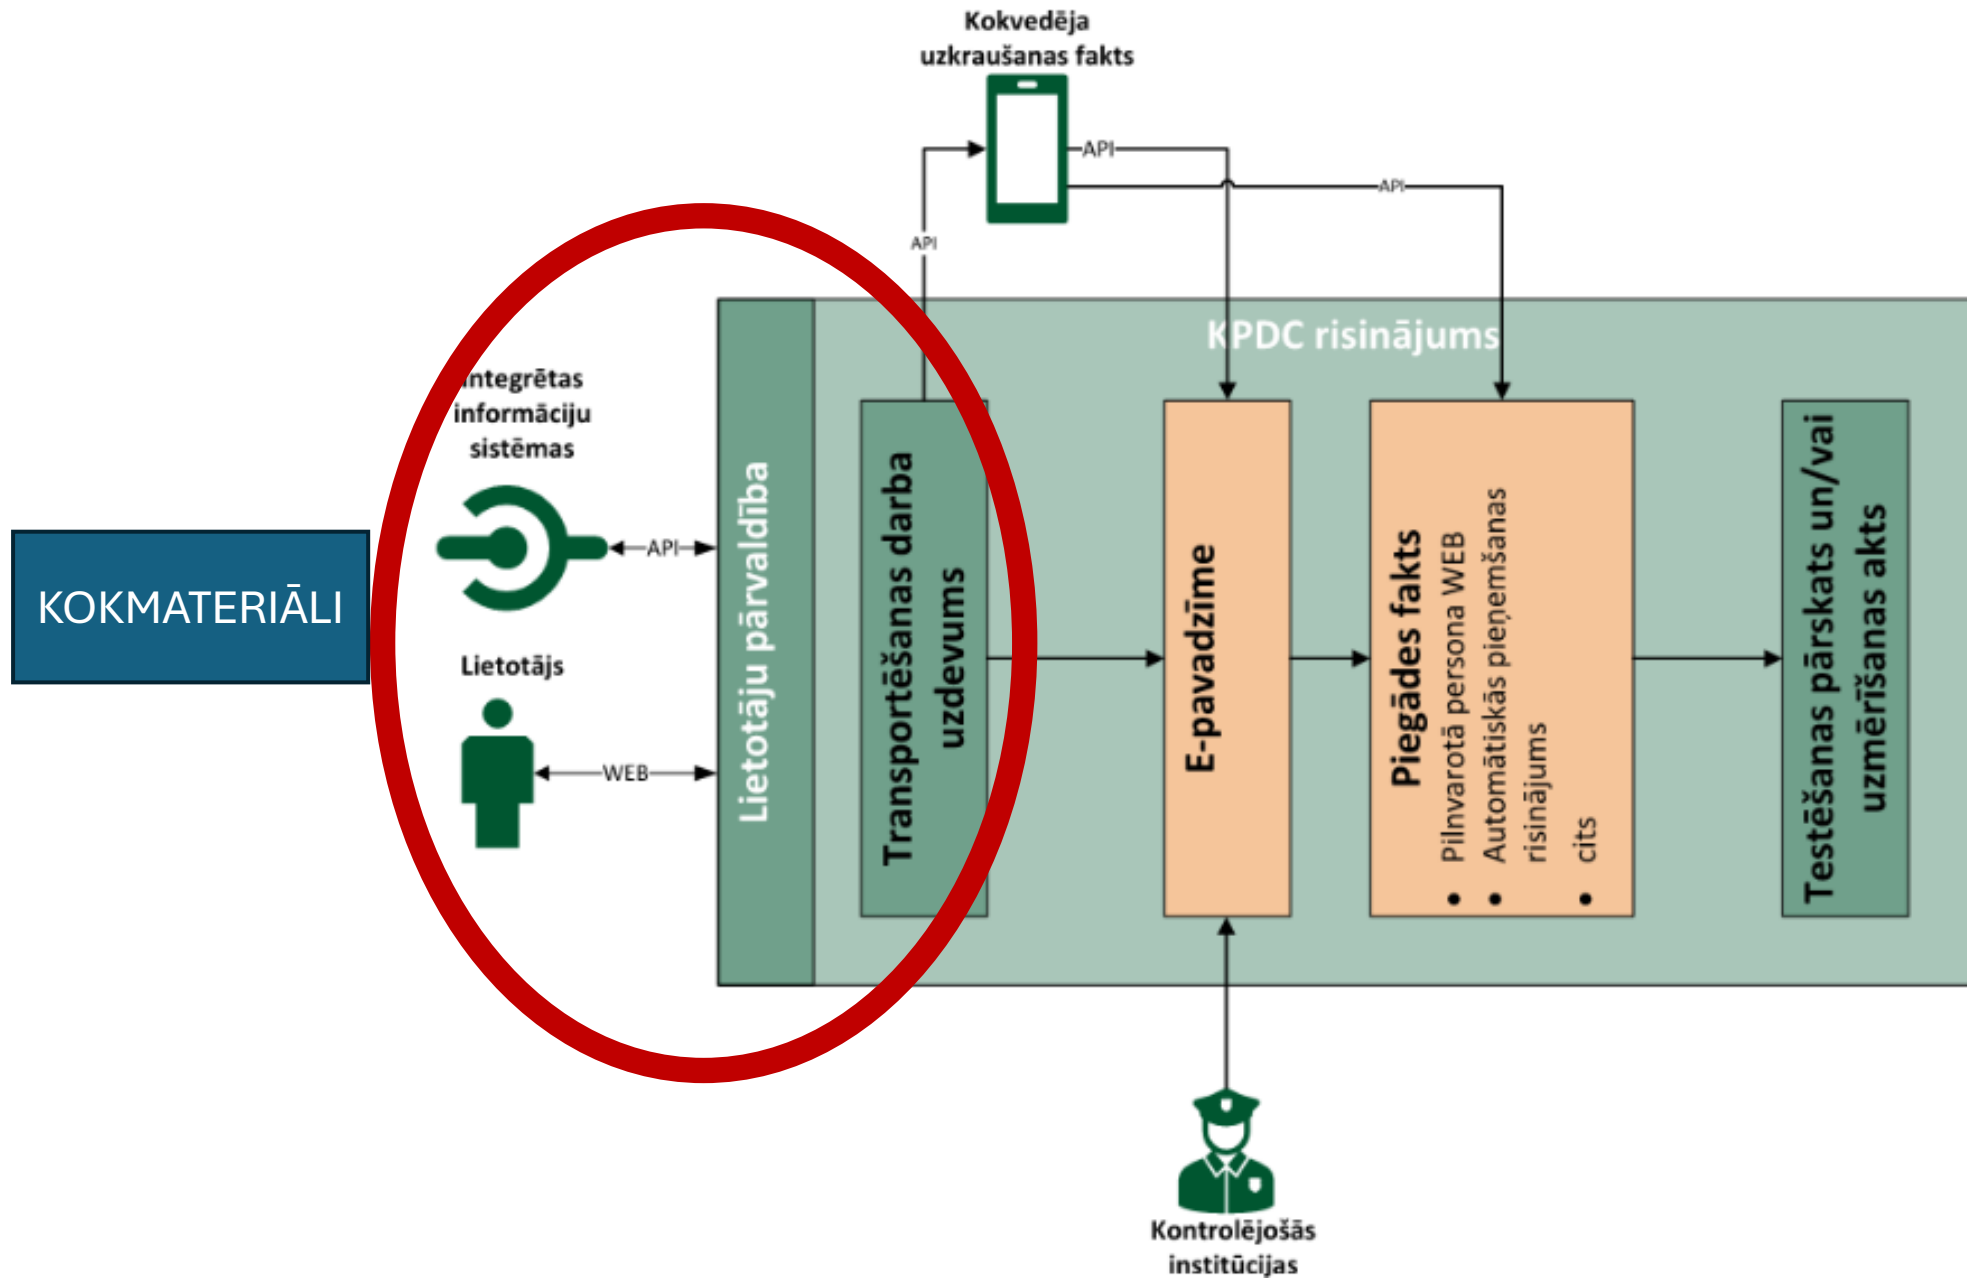 Kokvedēja
uzkraušanas fakts
API
API
API
KPDC risinājums
Integrētas
informāciju
sistēmas
API
KOKMATERIĀLI
Lietotājs
WEB
Lietotāju pārvaldība
Transportēšanas darba
uzdevums
E-pavadzīme
Piegādes fakts
• Pilnvarotā persona WEB
• Automātiskās pieņemšanas
risinājums
• cits
Testēšanas pārskats un/vai
uzmērīšanas akts
Kontrolējošās
institūcijas